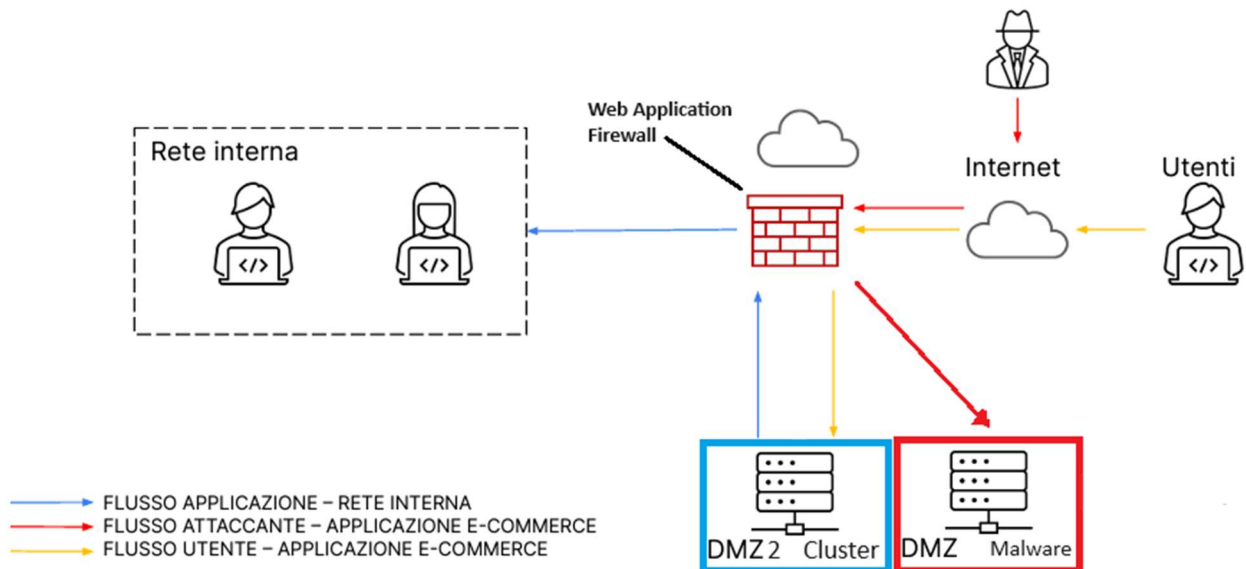 Web Application
Firewall
Rete interna
Internet
Utenti
</>
</>
</>
FLUSSO APPLICAZIONE – RETE INTERNA
FLUSSO ATTACCANTE – APPLICAZIONE E-COMMERCE
FLUSSO UTENTE – APPLICAZIONE E-COMMERCE
DMZ 2 Cluster
DMZ Malware